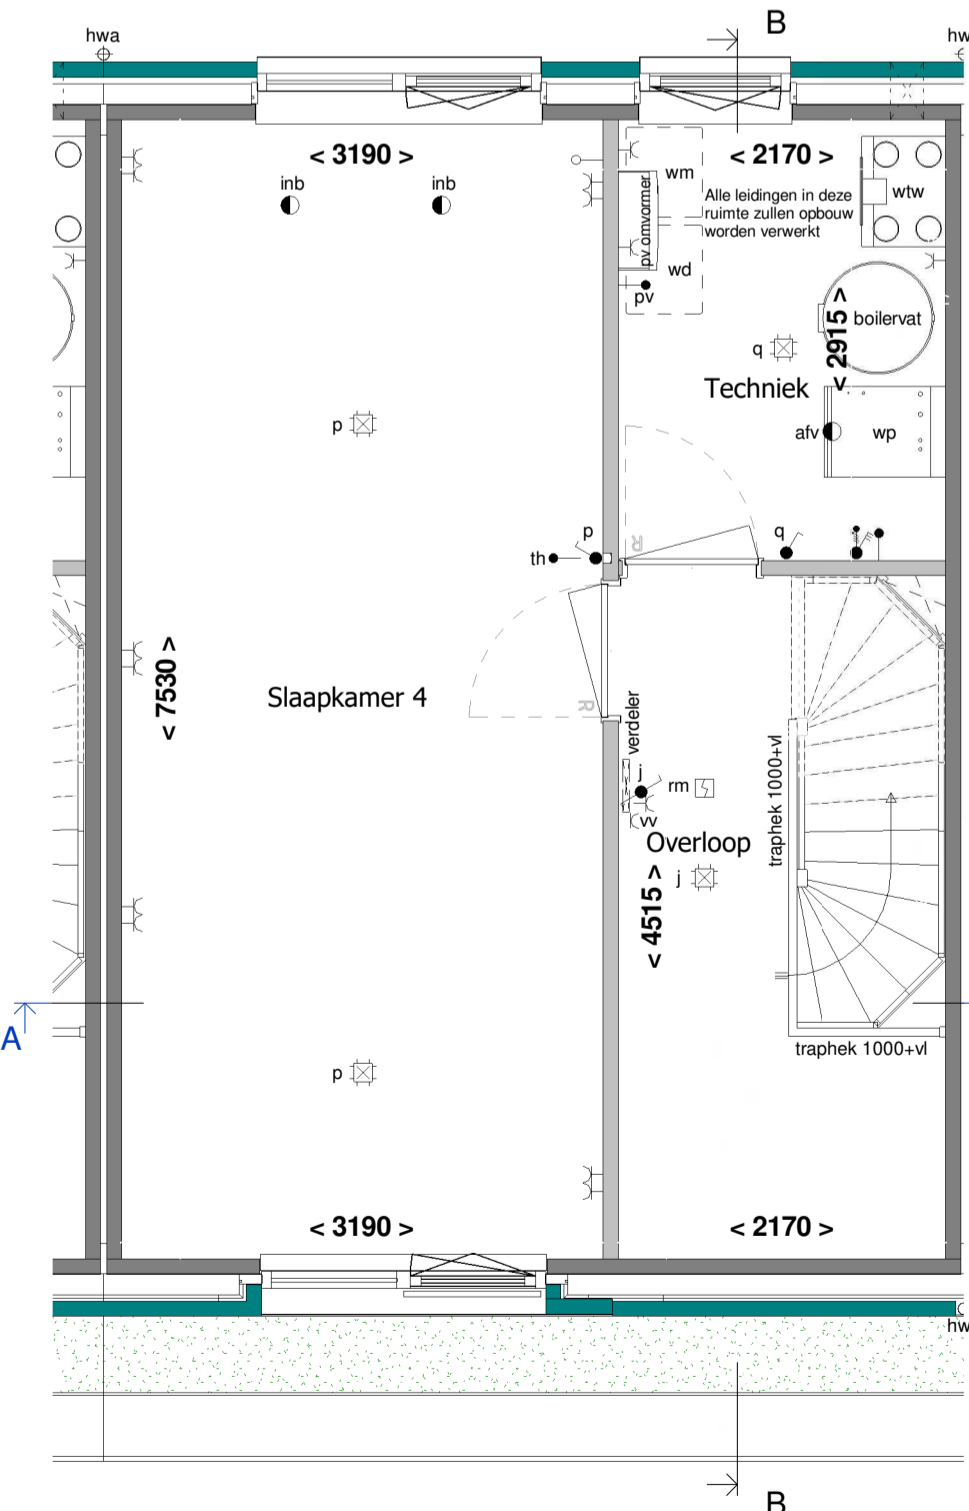 B
hwa
hw
< 3190 >
< 2170 >
inb
inb
wm
pv omvormer
Alle leidingen in deze
ruimte zullen opbouw
worden verwerkt
wtw
wd
pv
< 2915 >
boilervat
q
Techniek
p
afv
wp
p
q
th
R
< 7530 >
Slaapkamer 4
R
verdeler
j
rm
vv
Overloop
traphek 1000+vl
j
< 4515 >
A
traphek 1000+vl
p
< 3190 >
< 2170 >
hw
B